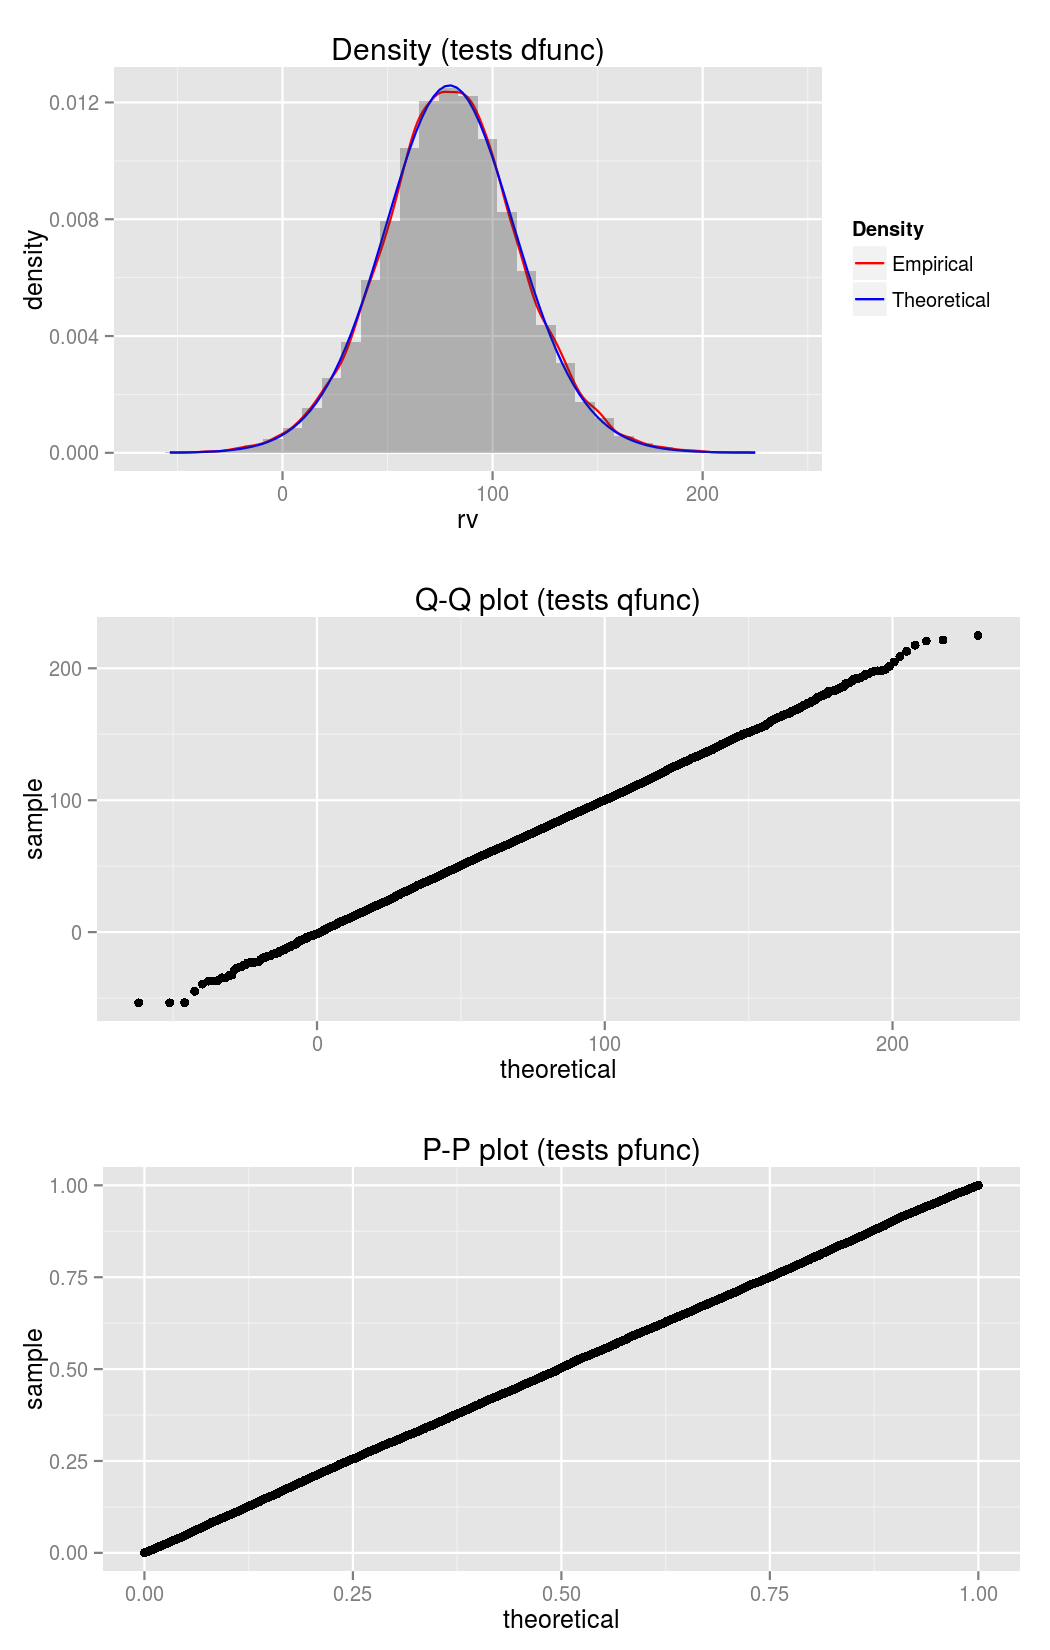 Density (tests dfunc)
0.012
0.008
0.004
0.000
density
0 100 200
rv
Density
Empirical
Theoretical
Q-Q plot (tests qfunc)
200
100
0
sample
0 100 200
theoretical
P-P plot (tests pfunc)
1.00
0.75
0.50
0.25
0.00
sample
0.00 0.25 0.50 0.75 1.00
theoretical